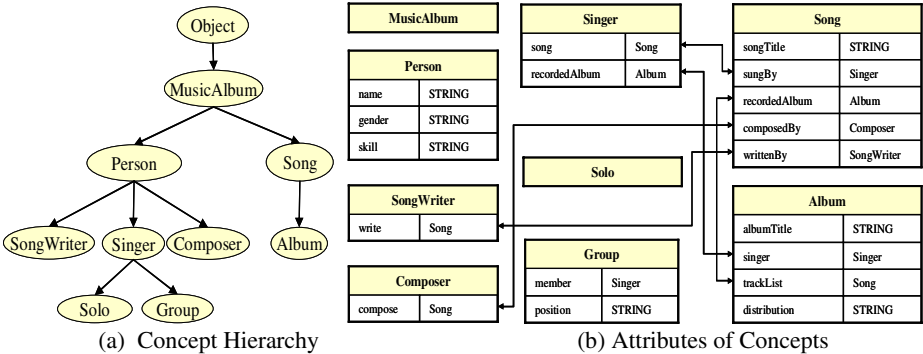 Object
MusicAlbum
Person
Song
SongWriter
Singer
Composer
Album
Solo
Group
(a) Concept Hierarchy
MusicAlbum
Person
name STRING
gender STRING
skill STRING
SongWriter
write Song
Composer
compose Song
Singer
song Song
recordedAlbum Album
Solo
Group
member Singer
position STRING
Song
songTitle STRING
sungBy Singer
recordedAlbum Album
composedBy Composer
writtenBy SongWriter
Album
albumTitle STRING
singer Singer
trackList Song
distribution STRING
(b) Attributes of Concepts